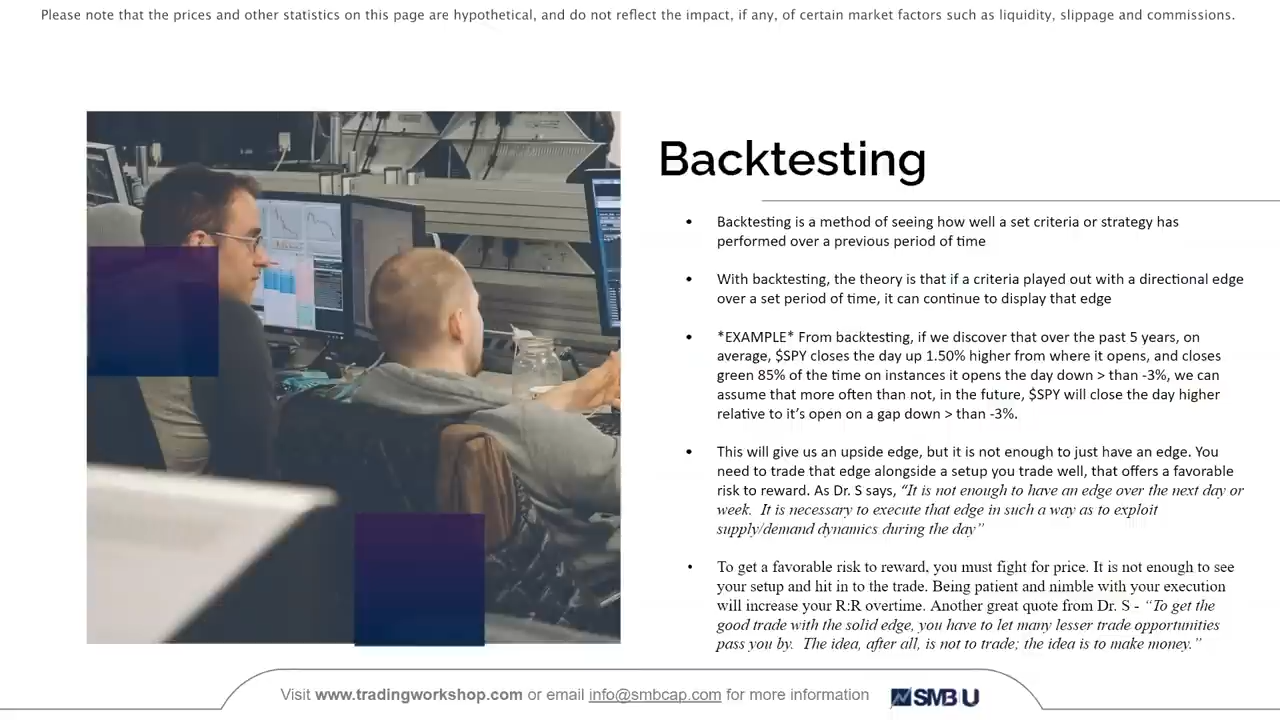 Please note that the prices and other statistics on this page are hypothetical, and do not reflect the impact, if any, of certain market factors such as liquidity, slippage and commissions.
Backtesting
• Backtesting is a method of seeing how well a set criteria or strategy has
performed over a previous period of time
• With backtesting, the theory is that if a criteria played out with a directional edge
over a set period of time, it can continue to display that edge
• *EXAMPLE* From backtesting, if we discover that over the past 5 years, on
average, $SPY closes the day up 1.50% higher from where it opens, and closes
green 85% of the time on instances it opens the day down > than -3%, we can
assume that more often than not, in the future, $SPY will close the day higher
relative to it’s open on a gap down > than -3%.
• This will give us an upside edge, but it is not enough to just have an edge. You
need to trade that edge alongside a setup you trade well, that offers a favorable
risk to reward. As Dr. S says, “It is not enough to have an edge over the next day or
week.  It is necessary to execute that edge in such a way as to exploit
supply/demand dynamics during the day”
• To get a favorable risk to reward, you must fight for price. It is not enough to see
your setup and hit in to the trade. Being patient and nimble with your execution
will increase your R:R overtime. Another great quote from Dr. S - “To get the
good trade with the solid edge, you have to let many lesser trade opportunities
pass you by.  The idea, after all, is not to trade; the idea is to make money.”
Visit www.tradingworkshop.com or email info@smbcap.com for more information
SMB U